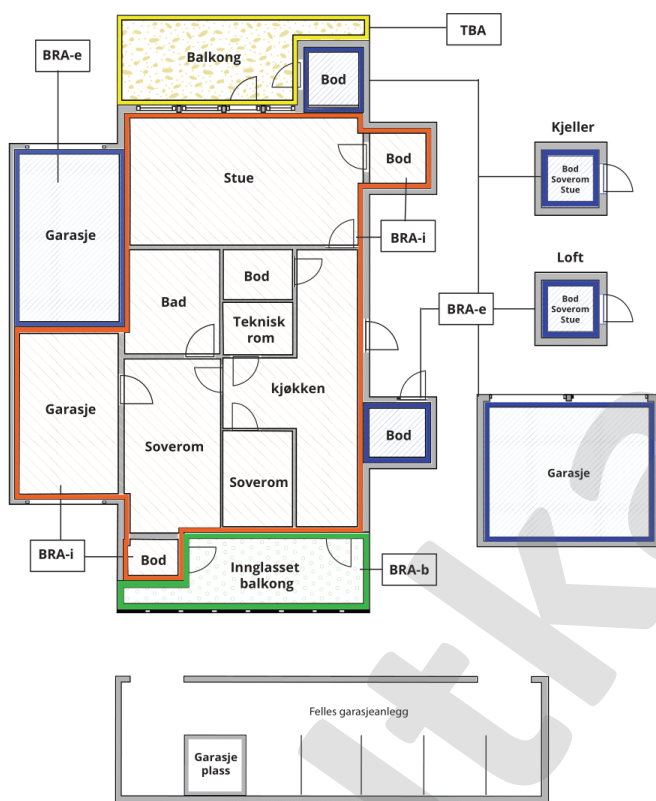 TBA
BRA-e
Balkong
Bod
Kjeller
Bod
Soverom
Stue
Bod
Stue
Garasje
BRA-i
Loft
Bod
Bad
Bod
Soverom
Stue
BRA-e
Teknisk
rom
kjøkken
Garasje
Bod
Soverom
Garasje
Soverom
BRA-i
Bod
Innglasset
balkong
BRA-b
Felles garasjeanlegg
Garasje
plass